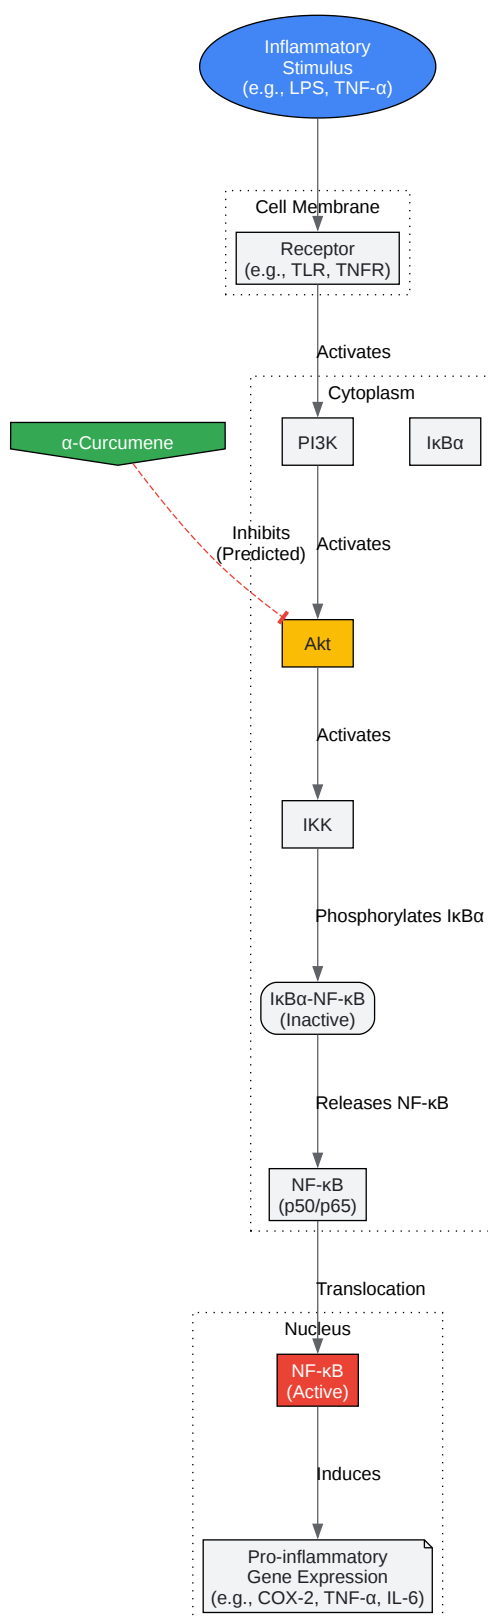 Inflammatory
Stimulus
(e.g., LPS, TNF-α)
Cell Membrane
Receptor
(e.g., TLR, TNFR)
Activates
Cytoplasm
α-Curcumene
PI3K
IκBα
Inhibits
(Predicted)
Activates
Akt
Activates
IKK
Phosphorylates IκBα
IκBα-NF-κB
(Inactive)
Releases NF-κB
NF-κB
(p50/p65)
Translocation
Nucleus
NF-κB
(Active)
Induces
Pro-inflammatory
Gene Expression
(e.g., COX-2, TNF-α, IL-6)